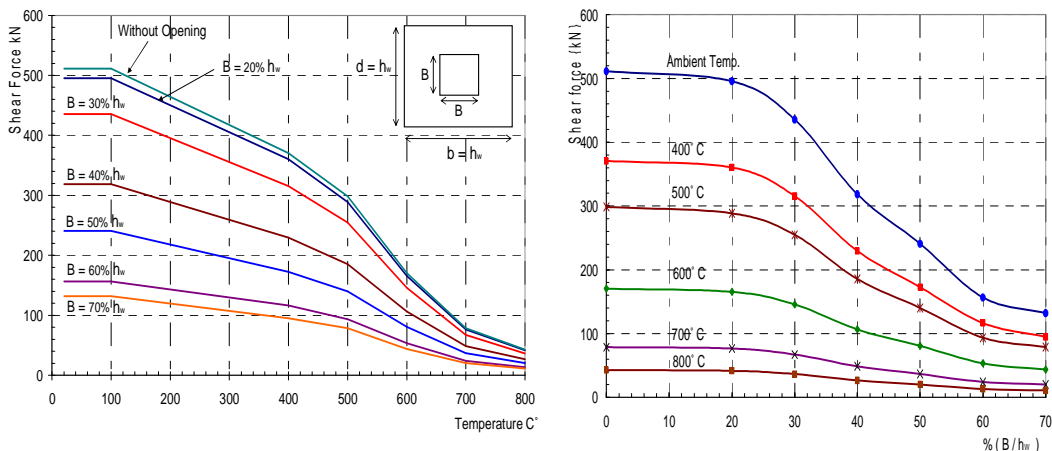 Shear Force kN
600
500
400
300
200
100
0
0 100 200 300 400 500 600 700 800
Temperature C°
Without Opening
B = 20% hw
B = 30% hw
B = 40% hw
B = 50% hw
B = 60% hw
B = 70% hw
d = hw
B
B
b = hw
Shear force {kN}
600
500
400
300
200
100
0
0 10 20 30 40 50 60 70
% ( B / hw )
Ambient Temp.
400° C
500° C
600° C
700° C
800° C